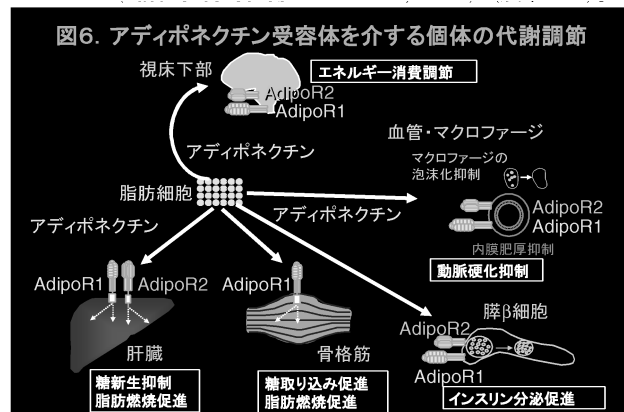 図6. アディポネクチン受容体を介する個体の代謝調節
視床下部
エネルギー消費調節
AdipoR2
AdipoR1
血管・マクロファージ
アディポネクチン
マクロファージの
泡沫化抑制
脂肪細胞
アディポネクチン
アディポネクチン
AdipoR2
AdipoR1
内膜肥厚抑制
動脈硬化抑制
AdipoR1
AdipoR2
AdipoR1
膵β細胞
AdipoR2
AdipoR1
肝臓
骨格筋
糖新生抑制
脂肪燃焼促進
糖取り込み促進
脂肪燃焼促進
インスリン分泌促進